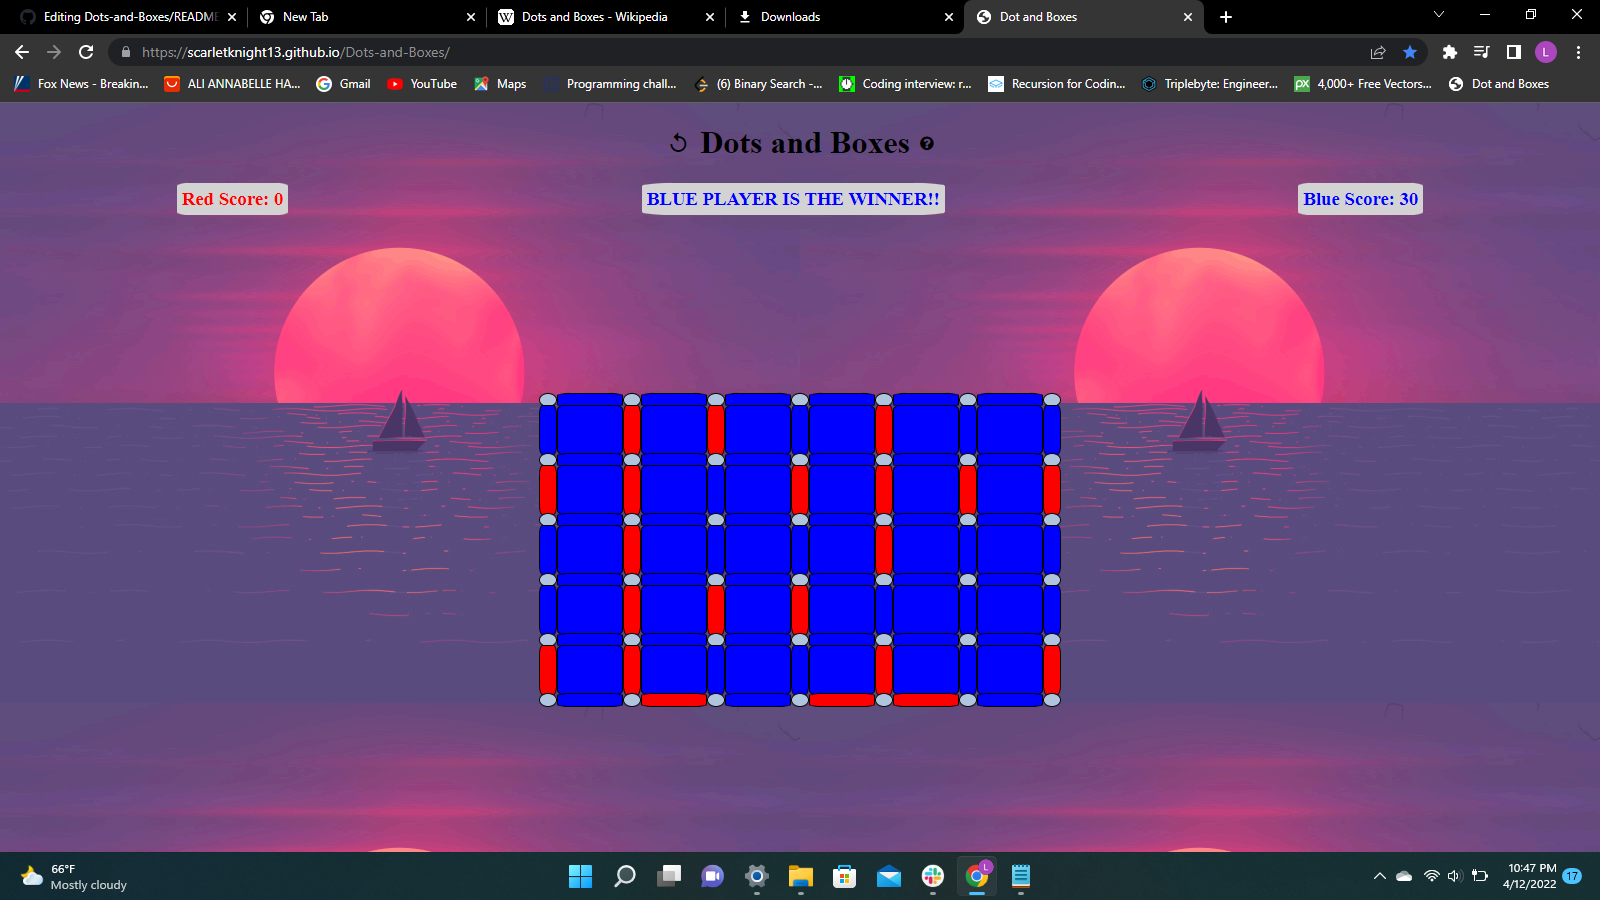 Editing Dots-and-Boxes/README
New Tab
Dots and Boxes - Wikipedia
Downloads
Dot and Boxes
https://scarletknight13.github.io/Dots-and-Boxes/
L
Fox News - Breakin...
ALI ANNABELLE HA...
Gmail
YouTube
Maps
Programming chall...
(6) Binary Search -...
Coding interview: r...
Recursion for Codin...
Triplebyte: Engineer...
px
4,000+ Free Vectors...
Dot and Boxes
Dots and Boxes
Red Score: 0
BLUE PLAYER IS THE WINNER!!
Blue Score: 30
66°F
Mostly cloudy
L
10:47 PM
4/12/2022
17